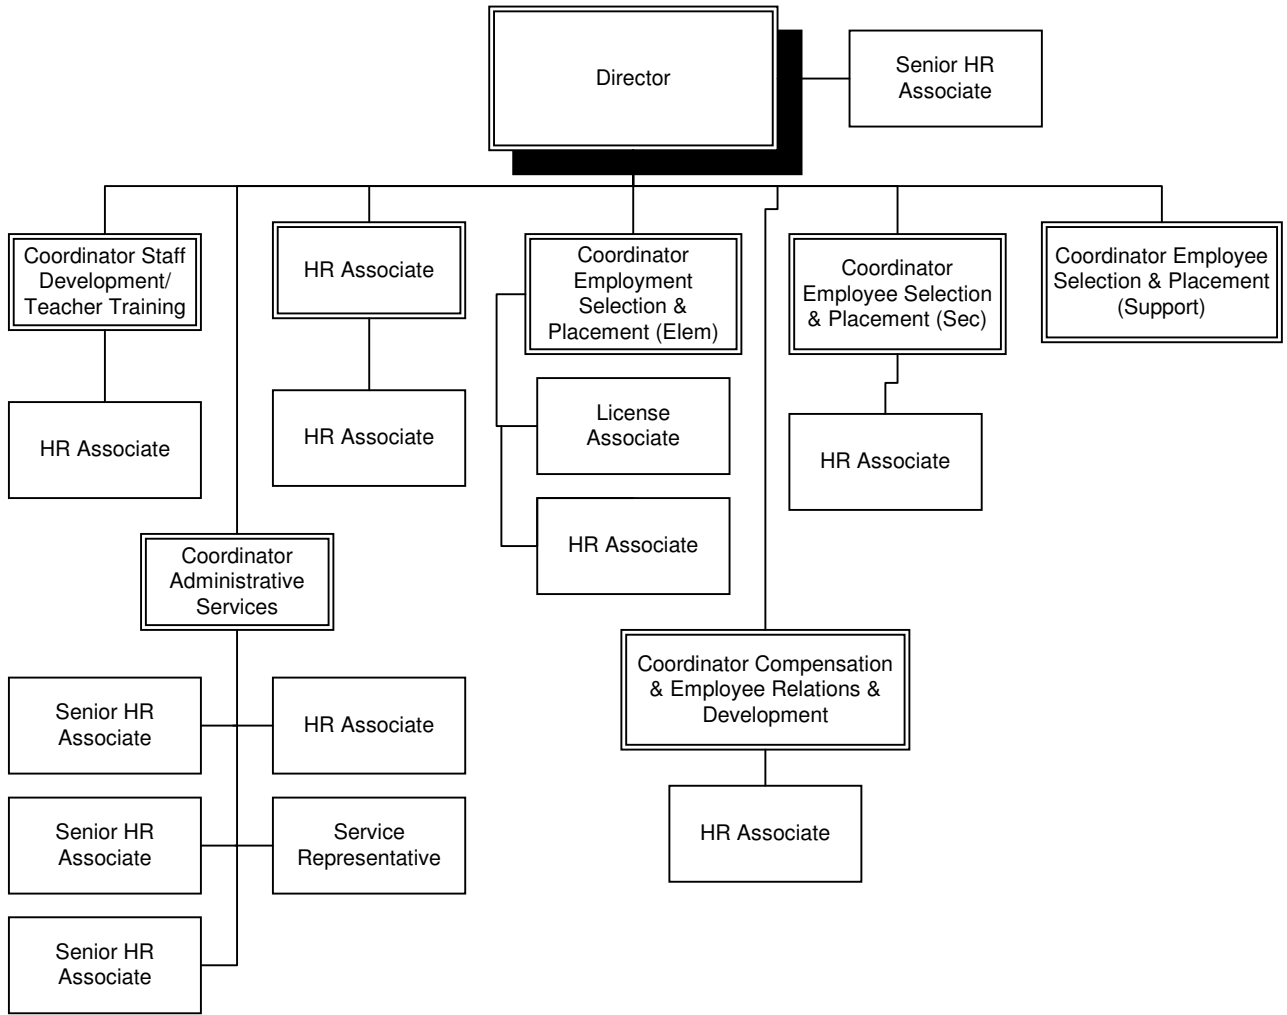 Director
Senior HR
Associate
Coordinator Staff
Development/
Teacher Training
HR Associate
Coordinator
Employment
Selection &
Placement (Elem)
Coordinator
Employee Selection
& Placement (Sec)
Coordinator Employee
Selection & Placement
(Support)
HR Associate
HR Associate
License
Associate
HR Associate
HR Associate
Coordinator
Administrative
Services
Coordinator Compensation
& Employee Relations &
Development
Senior HR
Associate
HR Associate
HR Associate
Senior HR
Associate
Service
Representative
Senior HR
Associate